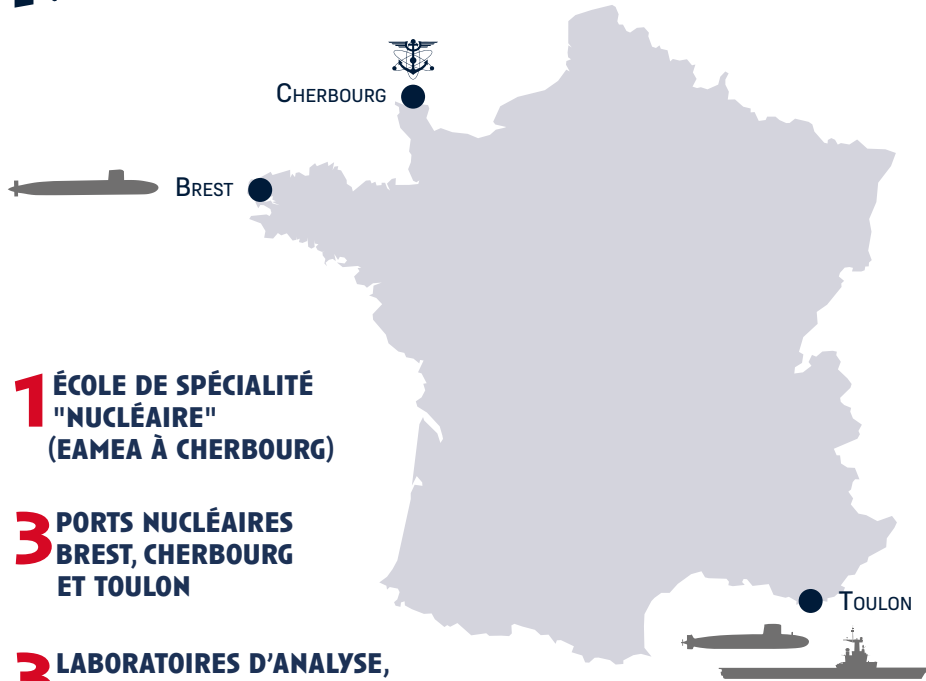 CHERBOURG
BREST
1 ÉCOLE DE SPÉCIALITÉ
"NUCLÉAIRE"
(EAMEA À CHERBOURG)
3 PORTS NUCLÉAIRES
BREST, CHERBOURG
ET TOULON
TOULON
3 LABORATOIRES D'ANALYSE,